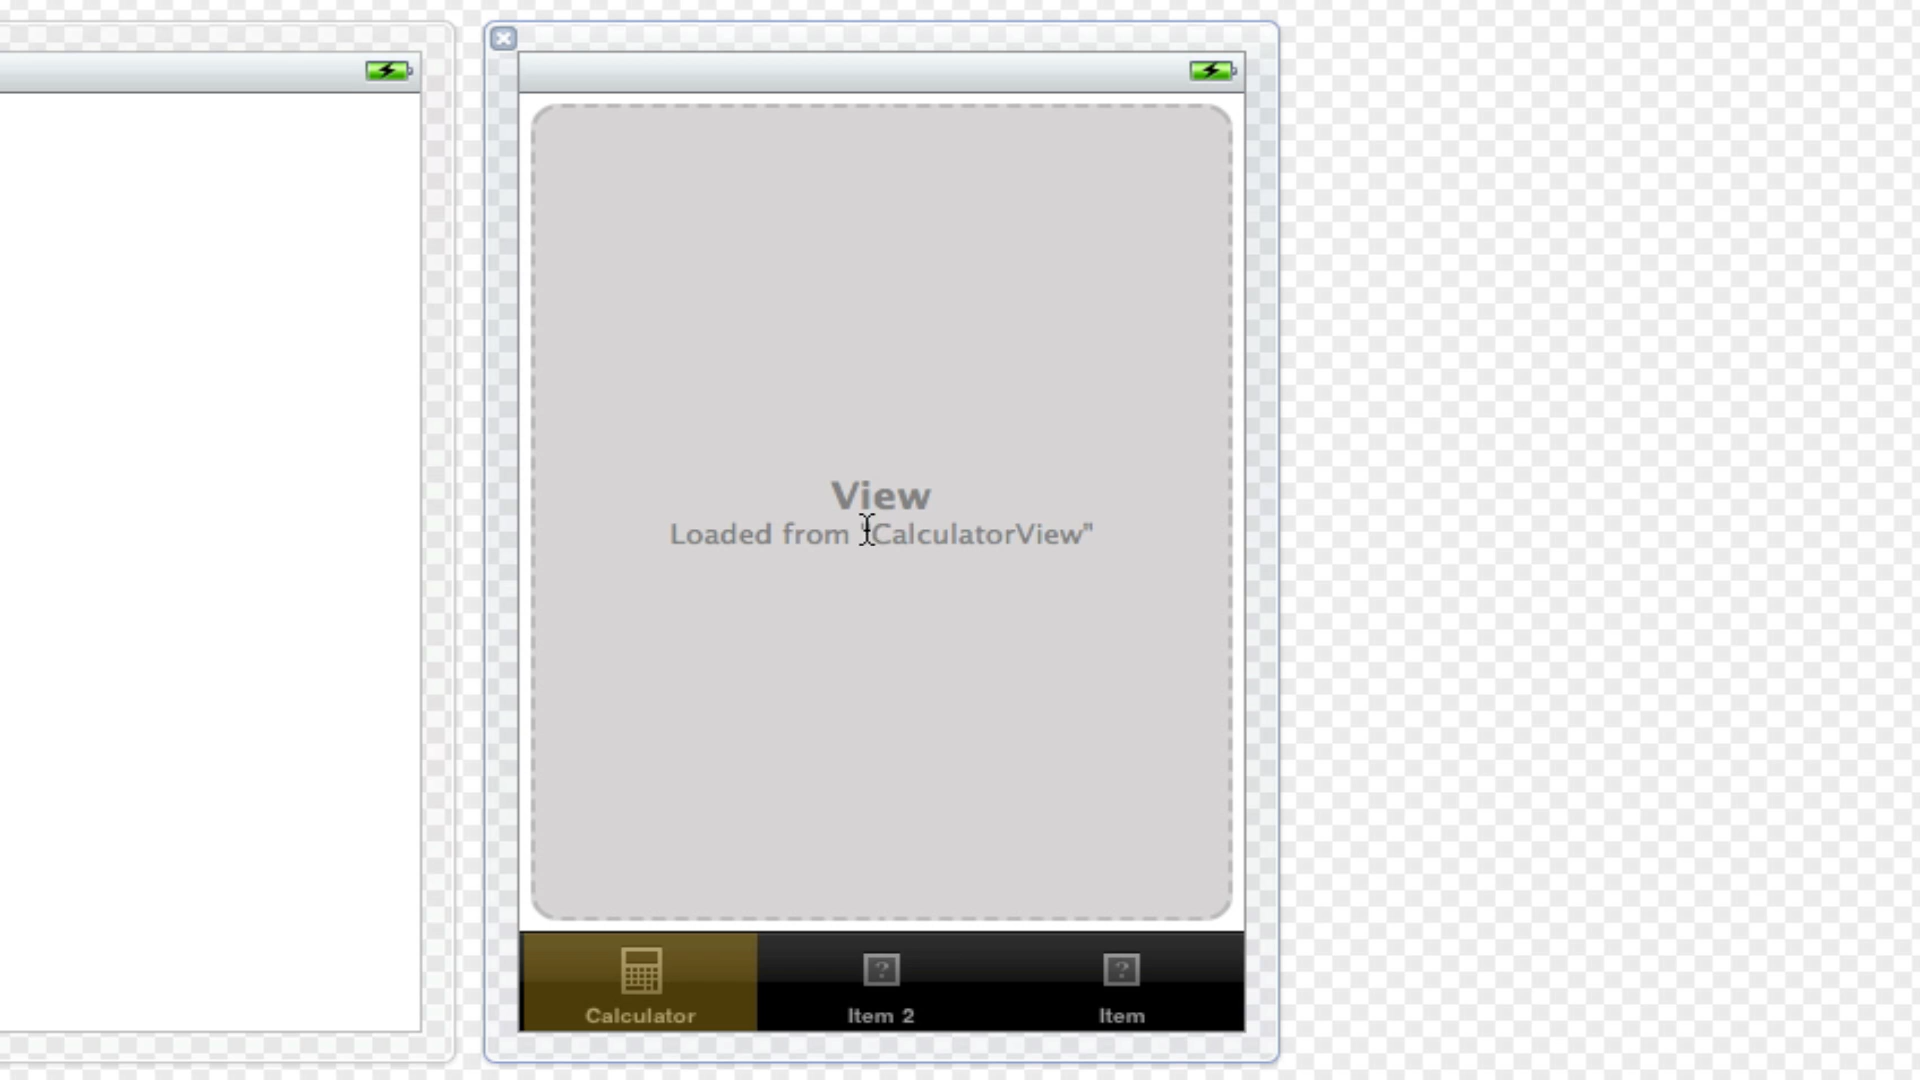 View
Loaded from "CalculatorView"
Calculator
Item 2
Item